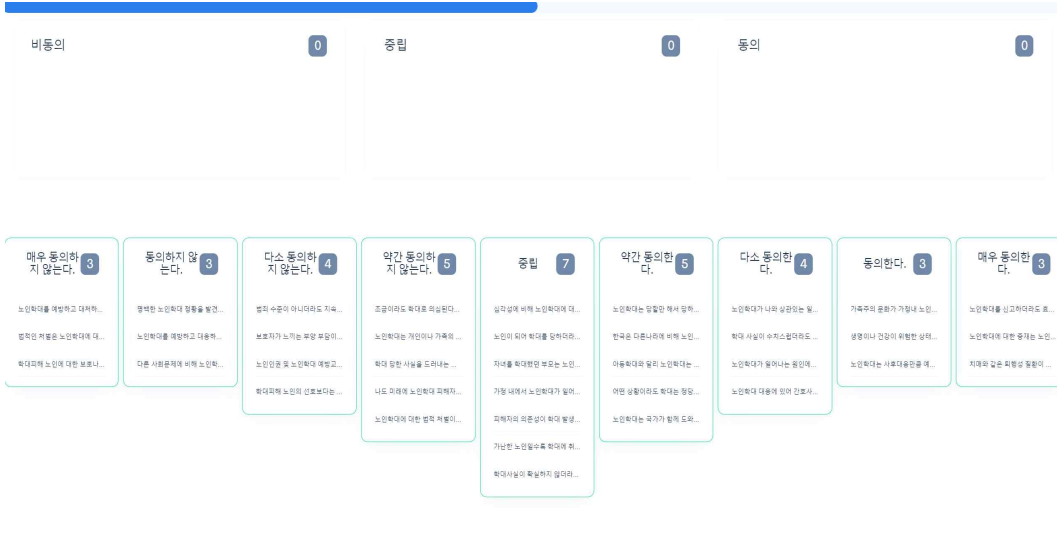 비동의 0
중립 0
동의 0
매우 동의하
지 않는다. 3
동의하지 않
는다. 3
다소 동의하
지 않는다. 4
약간 동의하
지 않는다. 5
중립 7
약간 동의한
다. 5
다소 동의한
다. 4
동의한다. 3
매우 동의한
다. 3
노인학대를 예방하고 대처하...
법적인 처벌은 노인학대에 대...
학대피해 노인에 대한 보호나...
명백한 노인학대 정황을 발견...
노인학대를 예방하고 대응하...
다른 사회문제에 비해 노인학...
범죄 수준이 아니더라도 지속...
보호자가 느끼는 부양 부담이...
노인인권 및 노인학대 예방교...
학대피해 노인의 선호보다는 ...
조금이라도 학대로 의심된다...
노인학대는 개인이나 가족의 ...
학대 당한 사실을 드러내는 ...
나도 미래에 노인학대 피해자...
노인학대에 대한 법적 처벌이...
심각성에 비해 노인학대에 대...
노인이 되어 학대를 당하더라...
자녀를 학대했던 부모는 노인...
가정 내에서 노인학대가 일어...
피해자의 의존성이 학대 발생...
가난한 노인일수록 학대에 취...
학대사실이 확실하지 않더라...
노인학대는 당할만 해서 당하...
한국은 다른나라에 비해 노인...
아동학대와 달리 노인학대는 ...
어떤 상황이라도 학대는 정당...
노인학대는 국가가 함께 도와...
노인학대가 나와 상관있는 일...
학대 사실이 수치스럽더라도 ...
노인학대가 일어나는 원인에...
노인학대 대응에 있어 간호사...
가족주의 문화가 가정내 노인...
생명이나 건강이 위험한 상태...
노인학대는 사후대응만큼 예...
노인학대를 신고하더라도 효...
노인학대에 대한 중재는 노인...
치매와 같은 퇴행성 질환이 ...